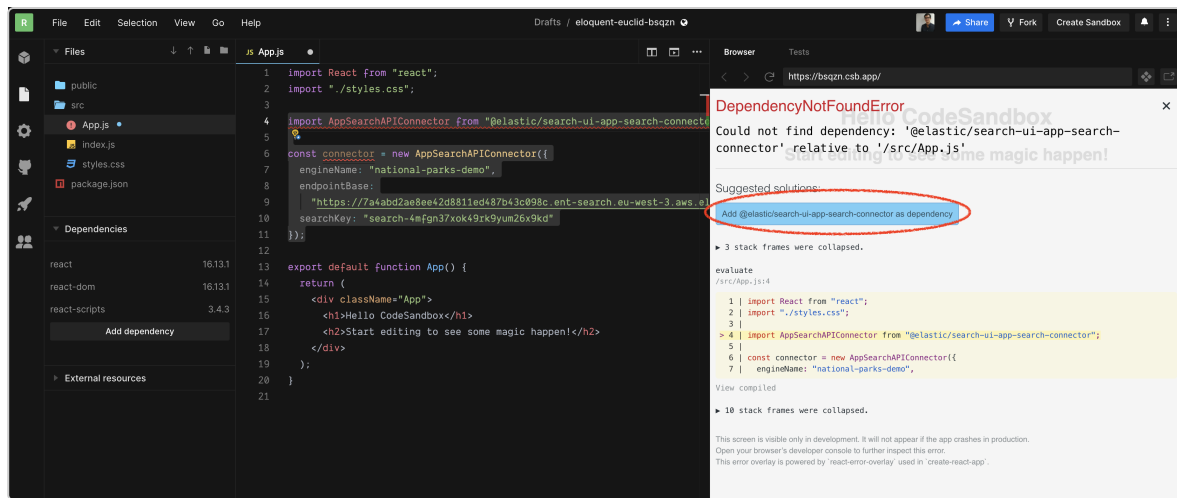 R File Edit Selection View Go Help Drafts / eloquent-euclid-bsqzn Share Fork Create Sandbox
Files
public
src
App.js
index.js
styles.css
package.json
Dependencies
react 16.13.1
react-dom 16.13.1
react-scripts 3.4.3
Add dependency
External resources
JS App.js
1 import React from "react";
2 import "./styles.css";
3
4 import AppSearchAPIConnector from "@elastic/search-ui-app-search-connecto
5
6 const connector = new AppSearchAPIConnector({
7 engineName: "national-parks-demo",
8 endpointBase:
9 "https://7a4abd2ae8ee42d8811ed487b43c098c.ent-search.eu-west-3.aws.el
10 searchKey: "search-4mfgn37xok49rk9yum26x9kd"
11 });
12
13 export default function App() {
14 return (
15 <div className="App">
16 <h1>Hello CodeSandbox</h1>
17 <h2>Start editing to see some magic happen!</h2>
18 </div>
19 );
20 }
21
Browser Tests
https://bsqzn.csb.app/
DependencyNotFoundError
Hello CodeSandbox
Could not find dependency: '@elastic/search-ui-app-search-
connector' relative to '/src/App.js'
Start editing to see some magic happen!
Suggested solutions:
Add @elastic/search-ui-app-search-connector as dependency
▶ 3 stack frames were collapsed.
evaluate
/src/App.js:4
1 | import React from "react";
2 | import "./styles.css";
3 |
> 4 | import AppSearchAPIConnector from "@elastic/search-ui-app-search-connector";
5 |
6 | const connector = new AppSearchAPIConnector({
7 | engineName: "national-parks-demo",
View compiled
▶ 10 stack frames were collapsed.
This screen is visible only in development. It will not appear if the app crashes in production.
Open your browser's developer console to further inspect this error.
This error overlay is powered by `react-error-overlay` used in `create-react-app`.